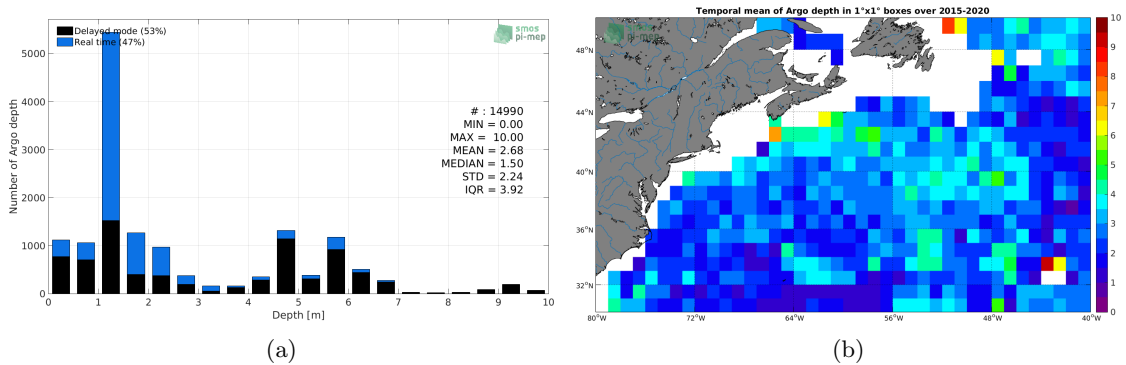 Delayed mode (53%)
Real time (47%)
smos
pi-mep
# : 14990
MIN = 0.00
MAX = 10.00
MEAN = 2.68
MEDIAN = 1.50
STD = 2.24
IQR = 3.92
Number of Argo depth
5000
4000
3000
2000
1000
0
0 1 2 3 4 5 6 7 8 9 10
Depth [m]
(a)
Temporal mean of Argo depth in 1°x1° boxes over 2015-2020
smos
pi-mep
48°N
44°N
40°N
36°N
32°N
80°W 72°W 64°W 56°W 48°W 40°W
10
9
8
7
6
5
4
3
2
1
0
(b)